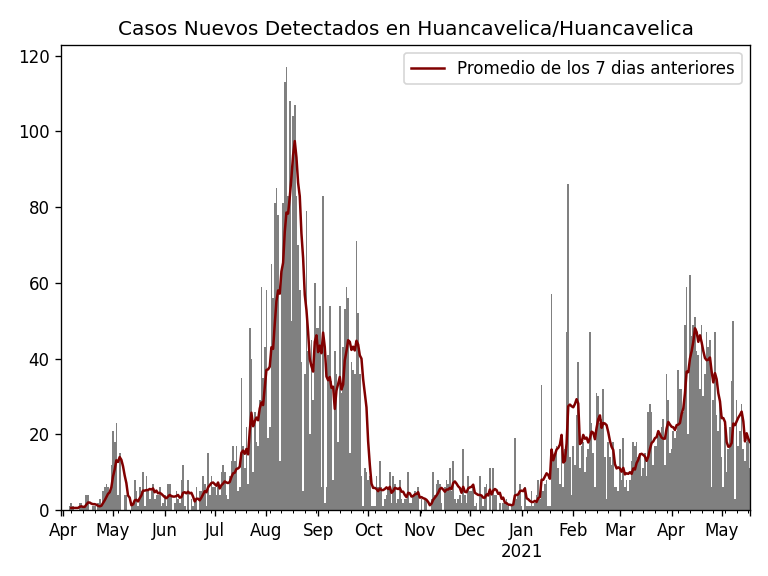 Casos Nuevos Detectados en Huancavelica/Huancavelica
Promedio de los 7 dias anteriores
120
100
80
60
40
20
0
Apr May Jun Jul Aug Sep Oct Nov Dec Jan Feb Mar Apr May
2021